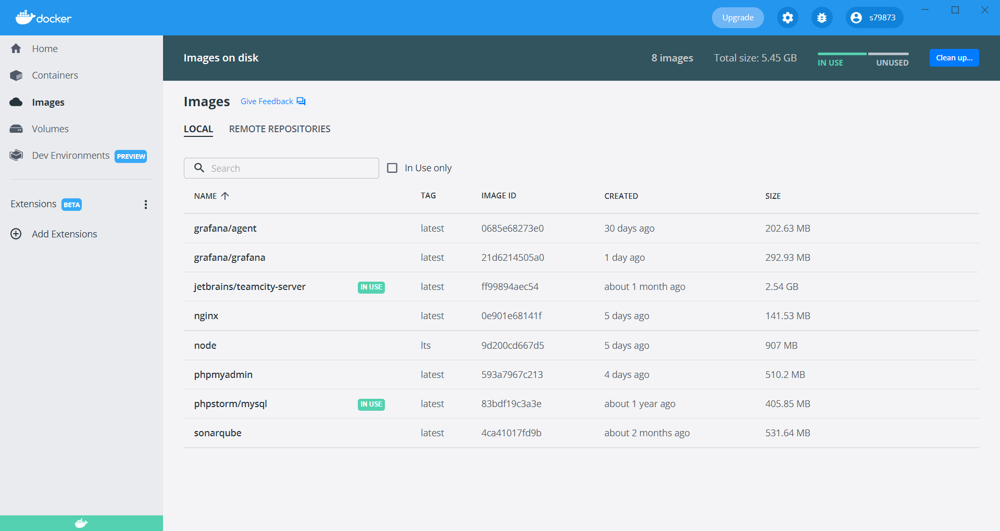 docker
Upgrade
s79873
Home
Containers
Images
Volumes
Dev Environments PREVIEW
Extensions BETA
Add Extensions
Images on disk
8 images
Total size: 5.45 GB
IN USE
UNUSED
Clean up...
Images
Give Feedback
LOCAL
REMOTE REPOSITORIES
Search
In Use only
NAME TAG IMAGE ID CREATED SIZE
grafana/agent latest 0685e68273e0 30 days ago 202.63 MB
grafana/grafana latest 21d6214505a0 1 day ago 292.93 MB
jetbrains/teamcity-server IN USE latest ff99894aec54 about 1 month ago 2.54 GB
nginx latest 0e901e68141f 5 days ago 141.53 MB
node lts 9d200cd667d5 5 days ago 907 MB
phpmyadmin latest 593a7967c213 4 days ago 510.2 MB
phpstorm/mysql IN USE latest 83bdf19c3a3e about 1 year ago 405.85 MB
sonarqube latest 4ca41017fd9b about 2 months ago 531.64 MB